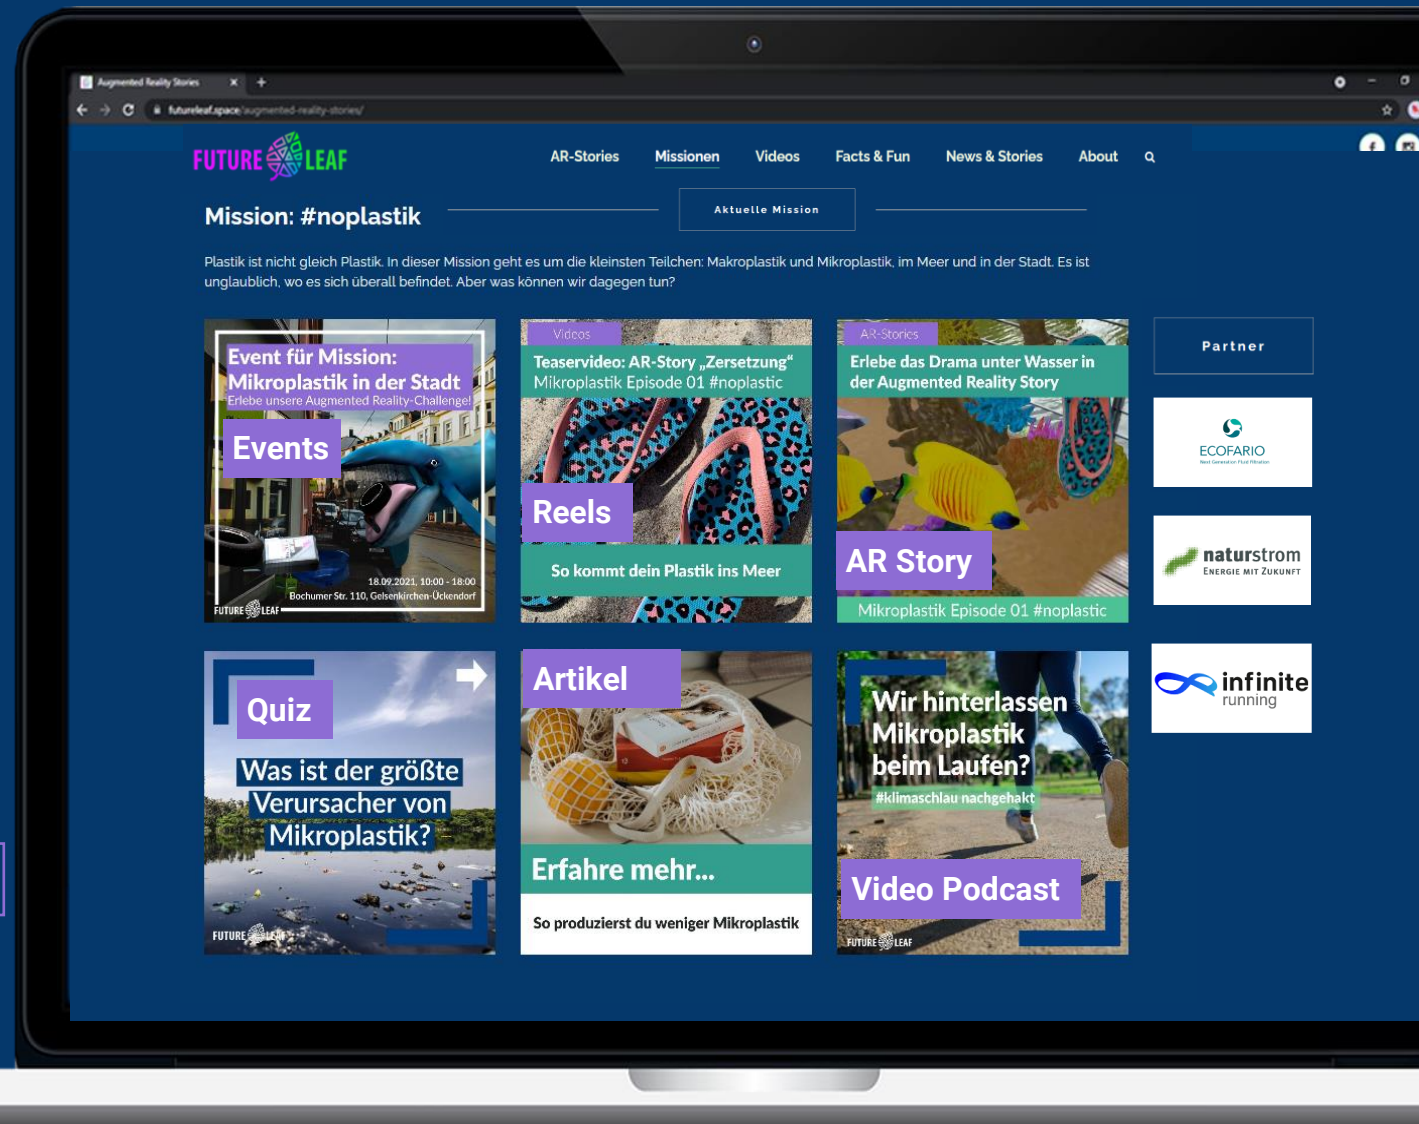 Augmented Reality Stories
futureleaf.space/augmented-reality-stories/
FUTURE LEAF
AR-Stories
Missionen
Videos
Facts & Fun
News & Stories
About
Mission: #noplastik
Aktuelle Mission
Plastik ist nicht gleich Plastik. In dieser Mission geht es um die kleinsten Teilchen: Makroplastik und Mikroplastik, im Meer und in der Stadt. Es ist
unglaublich, wo es sich überall befindet. Aber was können wir dagegen tun?
Event für Mission:
Mikroplastik in der Stadt
Erlebe unsere Augmented Reality-Challenge!
Events
18.09.2021, 10:00 - 18:00
Bochumer Str. 110, Gelsenkirchen-Ückendorf
FUTURE LEAF
Videos
Teaservideo: AR-Story „Zersetzung“
Mikroplastik Episode 01 #noplastic
Reels
So kommt dein Plastik ins Meer
AR-Stories
Erlebe das Drama unter Wasser in
der Augmented Reality Story
AR Story
Mikroplastik Episode 01 #noplastic
Partner
ECOFARIO
Next Generation Fluid Filtration
naturstrom
ENERGIE MIT ZUKUNFT
infinite
running
Quiz
Was ist der größte
Verursacher von
Mikroplastik?
FUTURE LEAF
Artikel
Erfahre mehr...
So produzierst du weniger Mikroplastik
Wir hinterlassen
Mikroplastik
beim Laufen?
#klimaschlau nachgehakt
Video Podcast
FUTURE LEAF